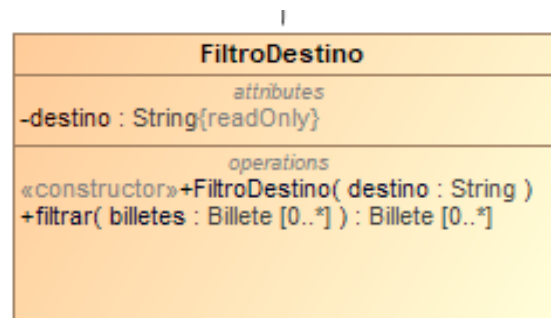 FiltroDestino
attributes
-destino : String{readOnly}
operations
«constructor»+FiltroDestino( destino : String )
+filtrar( billetes : Billete [0..*] ) : Billete [0..*]